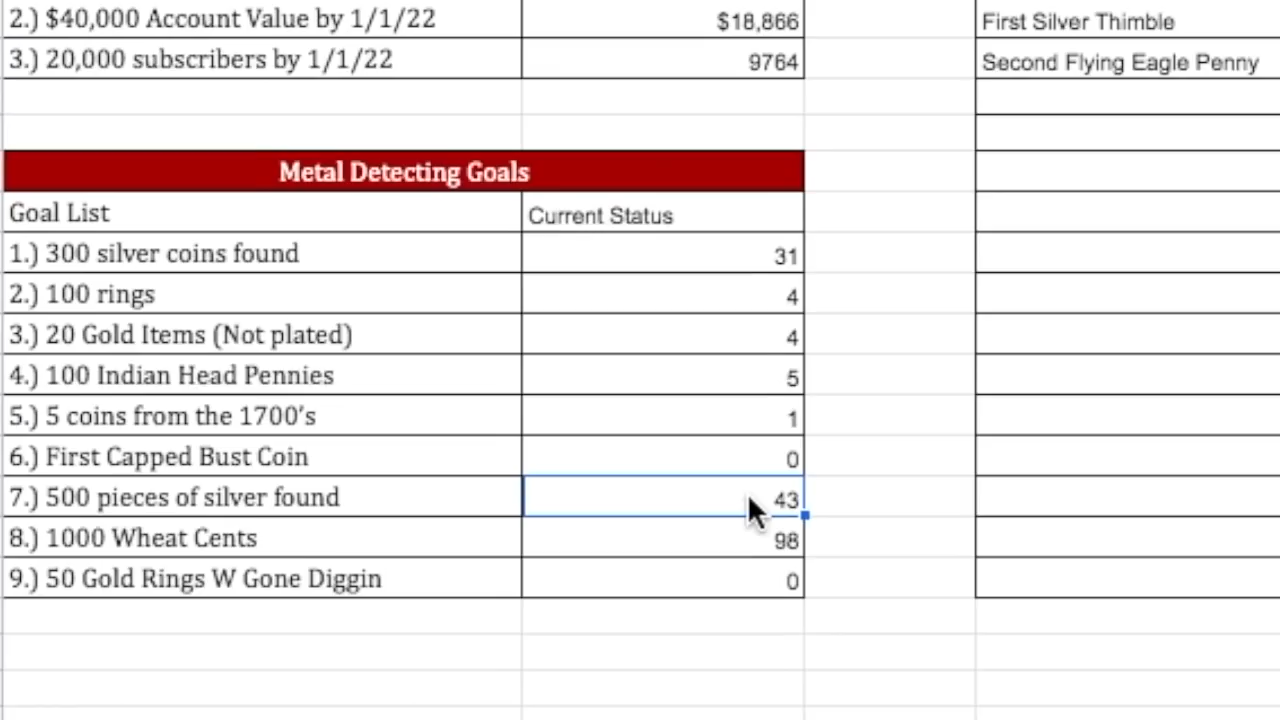 2.) $40,000 Account Value by 1/1/22 $18,866 First Silver Thimble
3.) 20,000 subscribers by 1/1/22 9764 Second Flying Eagle Penny
Metal Detecting Goals
Goal List Current Status
1.) 300 silver coins found 31
2.) 100 rings 4
3.) 20 Gold Items (Not plated) 4
4.) 100 Indian Head Pennies 5
5.) 5 coins from the 1700’s 1
6.) First Capped Bust Coin 0
7.) 500 pieces of silver found 43
8.) 1000 Wheat Cents 98
9.) 50 Gold Rings W Gone Diggin 0